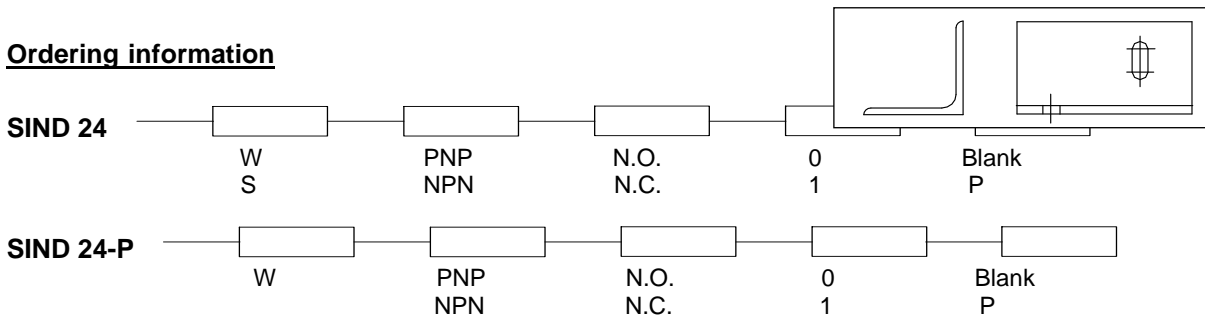 Ordering information
SIND 24
W PNP N.O. 0 Blank
S NPN N.C. 1 P
SIND 24-P
W PNP N.O. 0 Blank
NPN N.C. 1 P